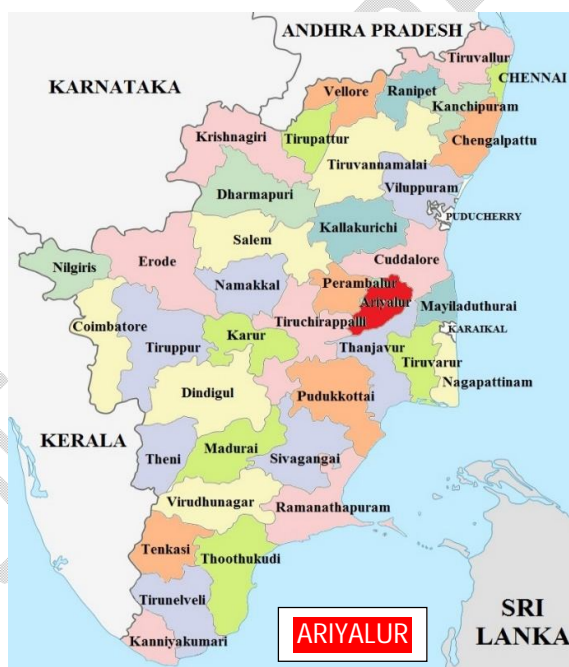 ANDHRA PRADESH
Tiruvallur
CHENNAI
KARNATAKA
Vellore
Ranipet
Kanchipuram
Krishnagiri
Tirupattur
Chengalpattu
Tiruvannamalai
Dharmapuri
Viluppuram
PUDUCHERRY
Kallakurichi
Salem
Cuddalore
Erode
Nilgiris
Namakkal
Perambalur
Ariyalur
Mayiladuthurai
Coimbatore
Tiruchirappalli
KARAIKAL
Karur
Tiruppur
Thanjavur
Tiruvarur
Nagapattinam
Dindigul
Pudukkottai
KERALA
Madurai
Theni
Sivagangai
Virudhunagar
Ramanathapuram
Tenkasi
Thoothukudi
Tirunelveli
SRI
LANKA
ARIYALUR
Kanniyakumari